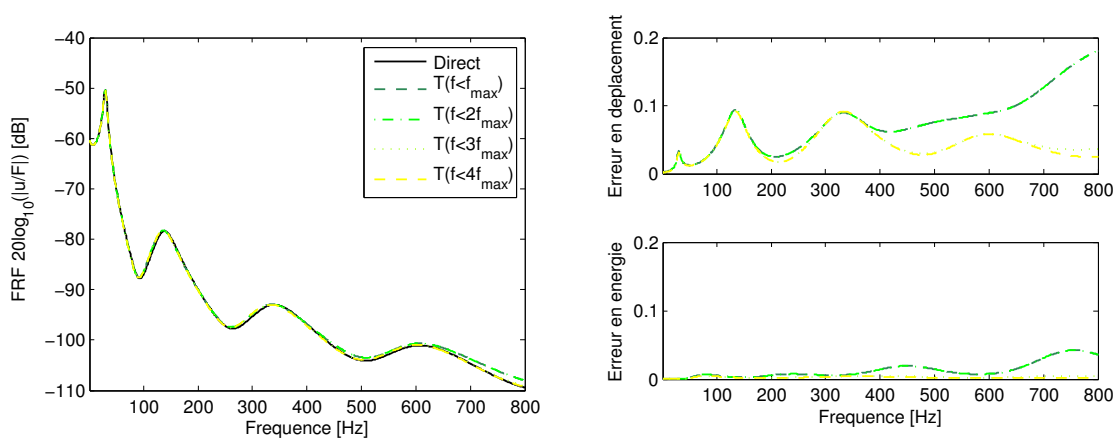 −40
−50
−60
−70
−80
−90
−100
−110
FRF 20log10(|u/F|) [dB]
100 200 300 400 500 600 700 800
Frequence [Hz]
Direct
T(f<fmax)
T(f<2fmax)
T(f<3fmax)
T(f<4fmax)
0.2
0.1
0
Erreur en deplacement
100 200 300 400 500 600 700 800
0.2
0.1
0
Erreur en energie
100 200 300 400 500 600 700 800
Frequence [Hz]